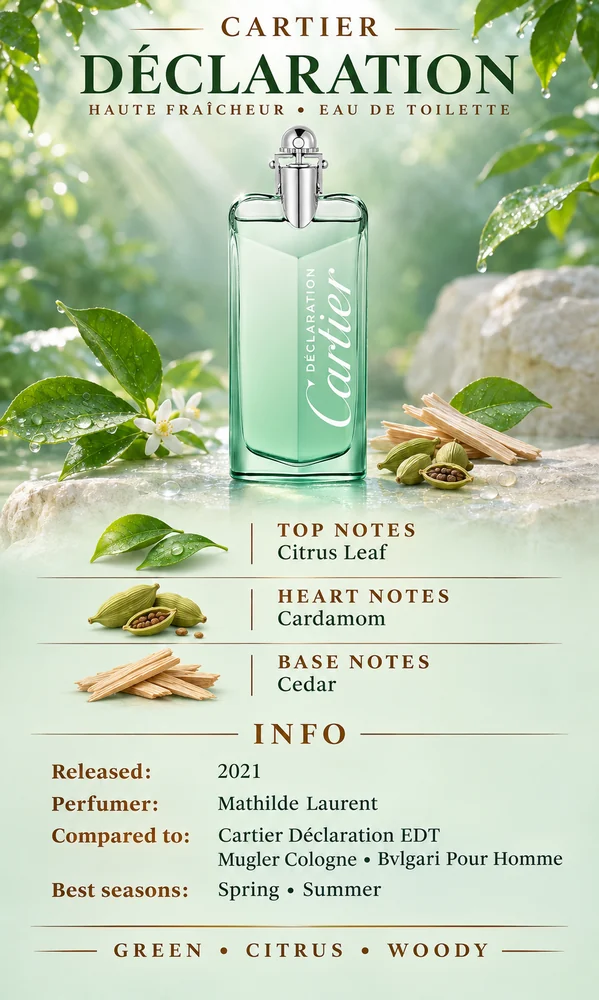 CARTIER
DÉCLARATION
HAUTE FRAÎCHEUR • EAU DE TOILETTE
DÉCLARATION
Cartier
TOP NOTES
Citrus Leaf
HEART NOTES
Cardamom
BASE NOTES
Cedar
INFO
Released: 2021
Perfumer: Mathilde Laurent
Compared to: Cartier Déclaration EDT
Mugler Cologne • Bvlgari Pour Homme
Best seasons: Spring • Summer
GREEN • CITRUS • WOODY